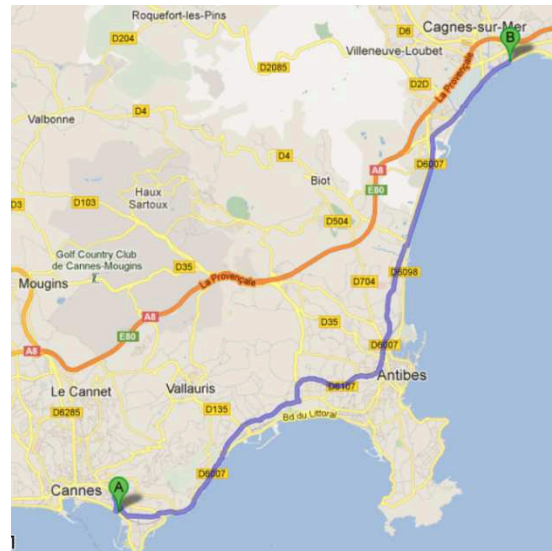 Roquefort-les-Pins
Cagnes-sur-Mer
D6
B
D204
Villeneuve-Loubet
D2085
D2D
La Provençale
Valbonne
D4
D4
D6007
A8
Biot
E80
Haux
Sartoux
D3
D103
D504
Golf Country Club
de Cannes-Mougins
D35
D6098
Mougins
La Provençale
D704
A8
D35
E80
D6007
A8
Antibes
Le Cannet
Vallauris
D6107
D6285
D135
Bd du Littoral
D6007
Cannes
A